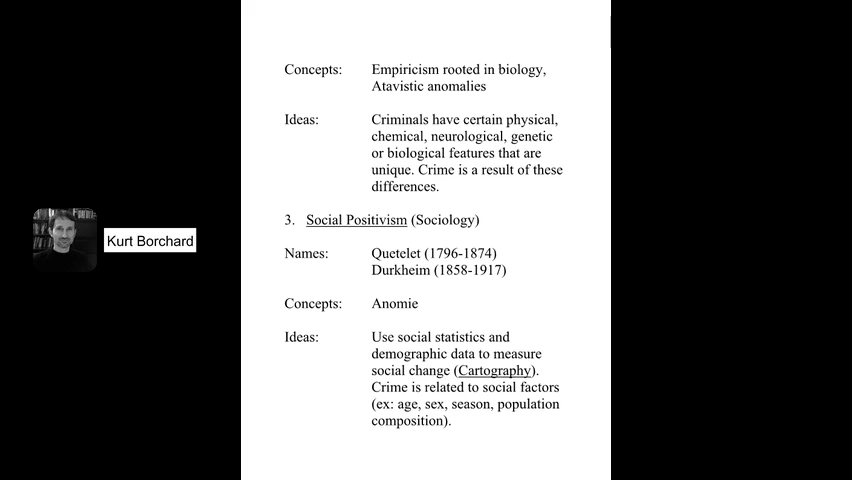 Concepts: Empiricism rooted in biology,
Atavistic anomalies
Ideas: Criminals have certain physical,
chemical, neurological, genetic
or biological features that are
unique. Crime is a result of these
differences.
3. Social Positivism (Sociology)
Names: Quetelet (1796-1874)
Durkheim (1858-1917)
Concepts: Anomie
Ideas: Use social statistics and
demographic data to measure
social change (Cartography).
Crime is related to social factors
(ex: age, sex, season, population
composition).
Kurt Borchard